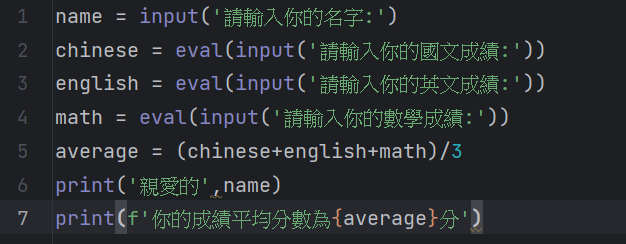 1 name = input('請輸入你的名字:')
2 chinese = eval(input('請輸入你的國文成績:'))
3 english = eval(input('請輸入你的英文成績:'))
4 math = eval(input('請輸入你的數學成績:'))
5 average = (chinese+english+math)/3
6 print('親愛的',name)
7 print(f'你的成績平均分數為{average}分')